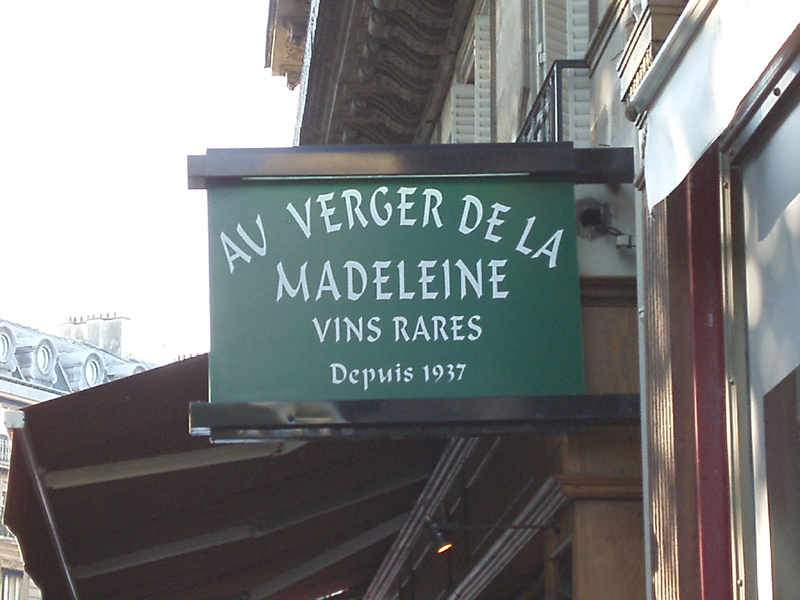 AU VERGER DE LA
MADELEINE
VINS RARES
Depuis 1937